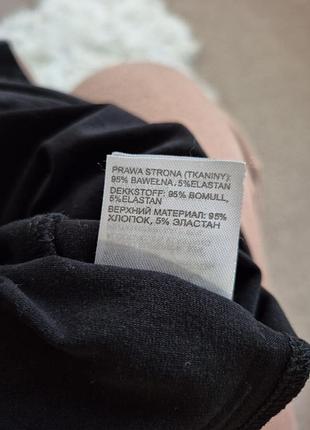 PRAWA STRONA (TKANINY):
95% BAWEŁNA, 5%ELASTAN
DEKKSTOFF: 95% BOMULL,
5%ELASTAN
ВЕРХНИЙ МАТЕРИАЛ: 95%
ХЛОПОК, 5% ЭЛАСТАН